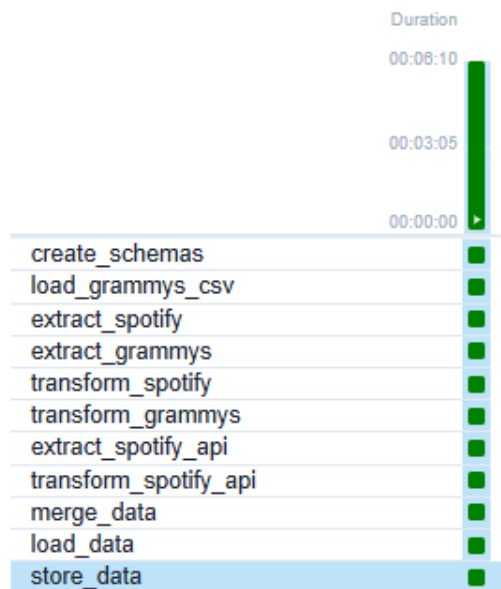 Duration
00:06:10
00:03:05
00:00:00
create_schemas
load_grammys_csv
extract_spotify
extract_grammys
transform_spotify
transform_grammys
extract_spotify_api
transform_spotify_api
merge_data
load_data
store_data